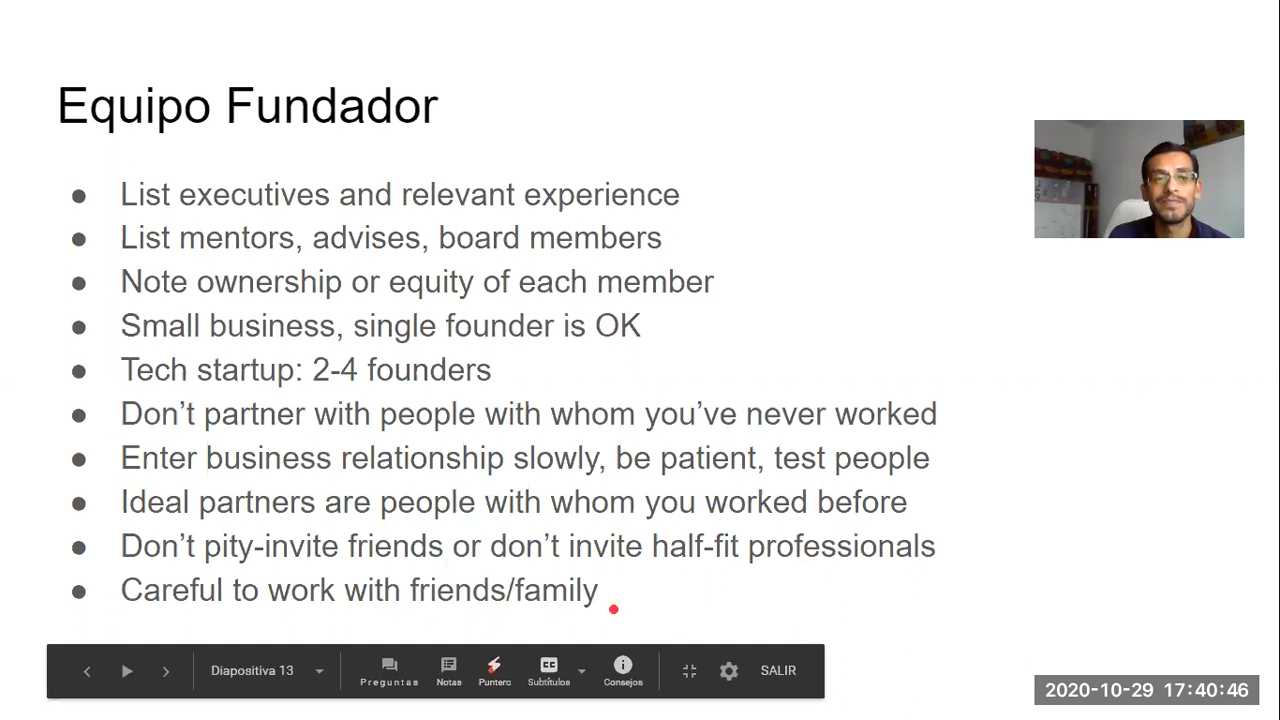 Equipo Fundador
● List executives and relevant experience
● List mentors, advises, board members
● Note ownership or equity of each member
● Small business, single founder is OK
● Tech startup: 2-4 founders
● Don’t partner with people with whom you’ve never worked
● Enter business relationship slowly, be patient, test people
● Ideal partners are people with whom you worked before
● Don’t pity-invite friends or don’t invite half-fit professionals
● Careful to work with friends/family
Diapositiva 13
Preguntas
Notas
Puntero
CC
Subtítulos
Consejos
SALIR
2020-10-29 17:40:46